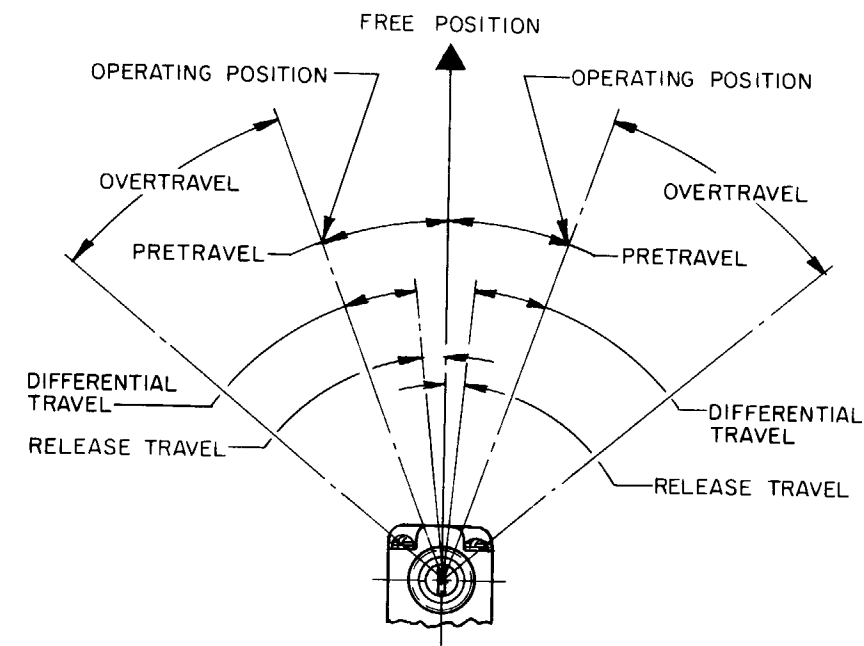 FREE POSITION
OPERATING POSITION
OPERATING POSITION
OVERTRAVEL
OVERTRAVEL
PRETRAVEL
PRETRAVEL
DIFFERENTIAL
TRAVEL
DIFFERENTIAL
TRAVEL
RELEASE TRAVEL
RELEASE TRAVEL